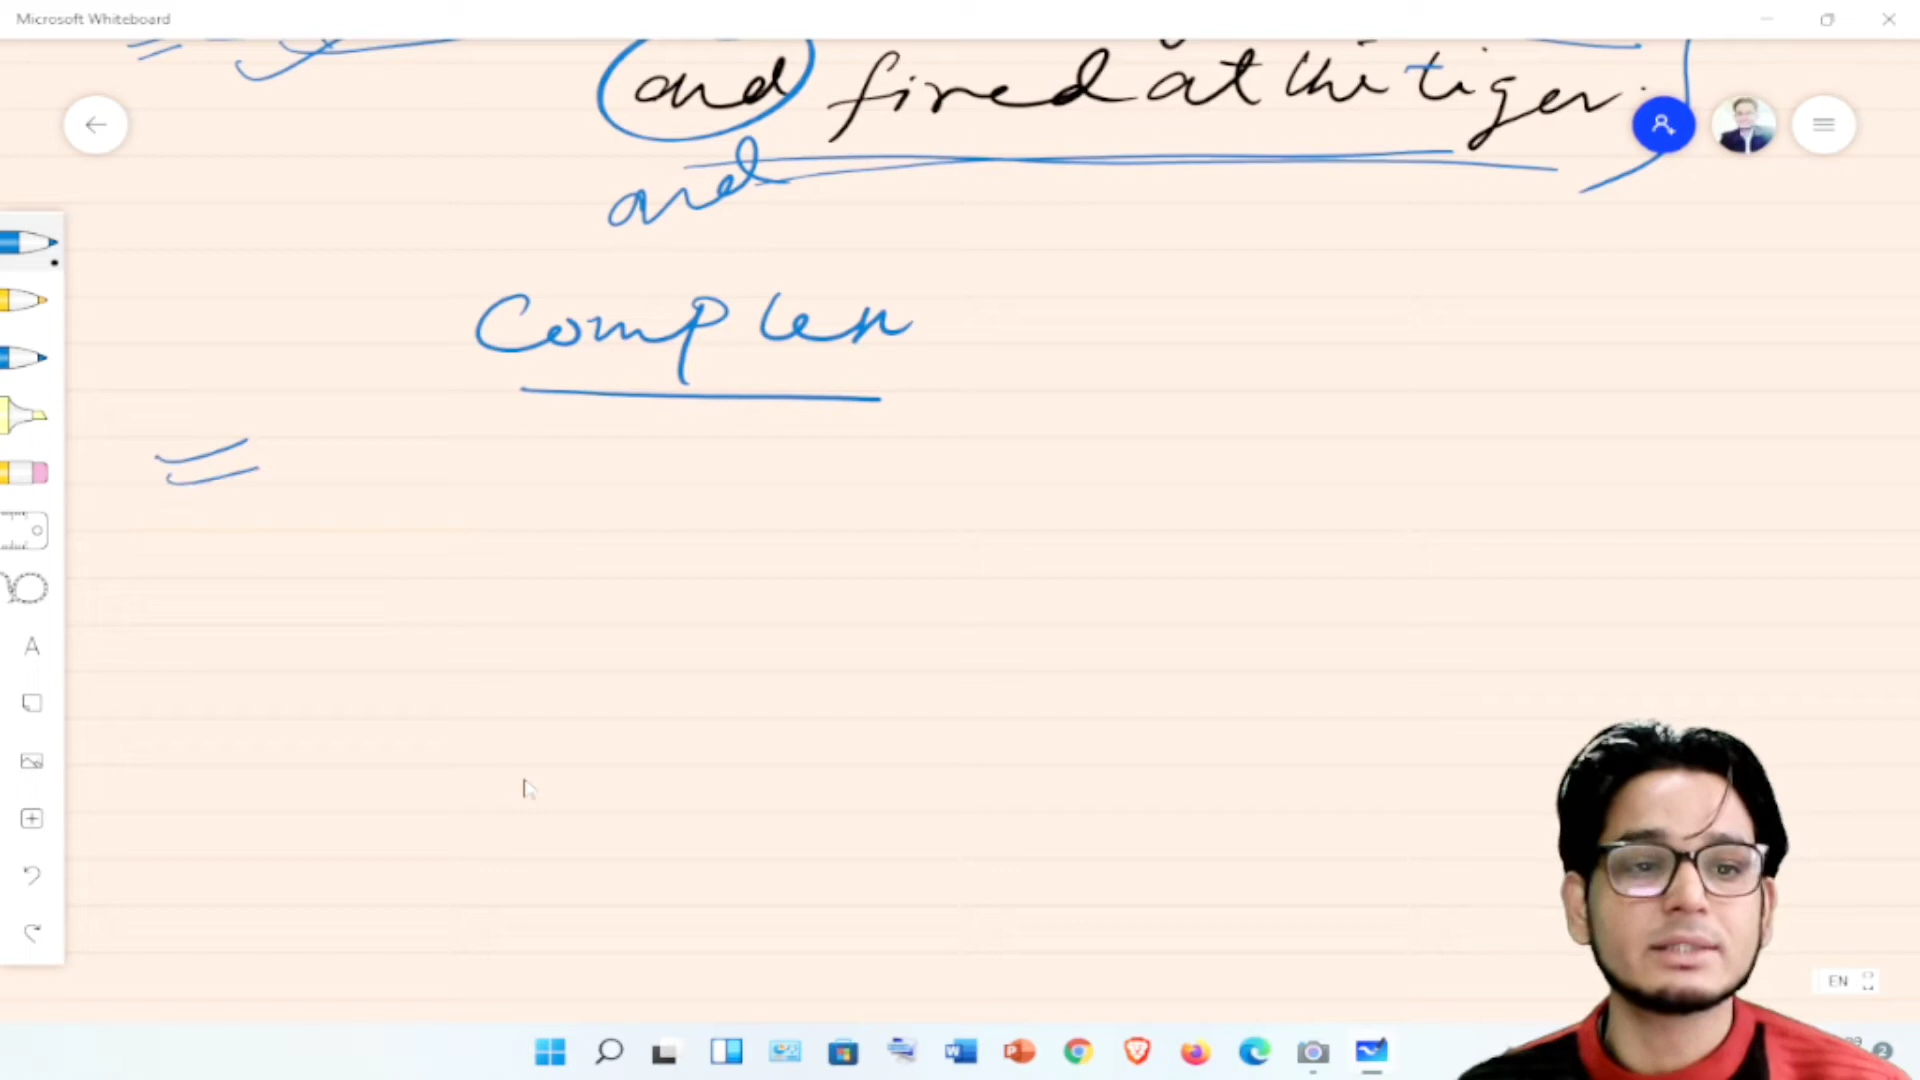 Microsoft Whiteboard
and fired at the tiger.
and
Complex
A
EN